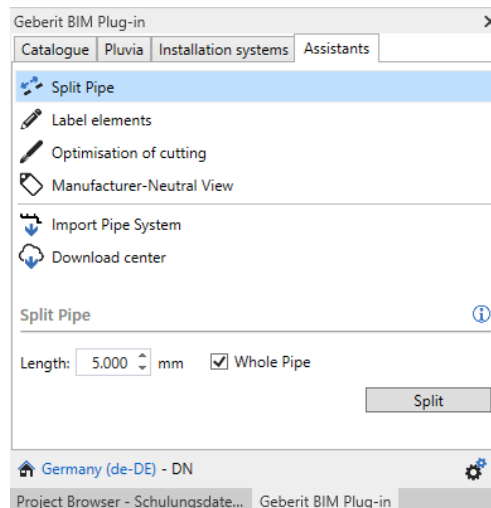 Geberit BIM Plug-in
Catalogue Pluvia Installation systems Assistants
Split Pipe
Label elements
Optimisation of cutting
Manufacturer-Neutral View
Import Pipe System
Download center
Split Pipe
Length: 5.000 mm Whole Pipe
Split
Germany (de-DE) - DN
Project Browser - Schulungsdate... Geberit BIM Plug-in